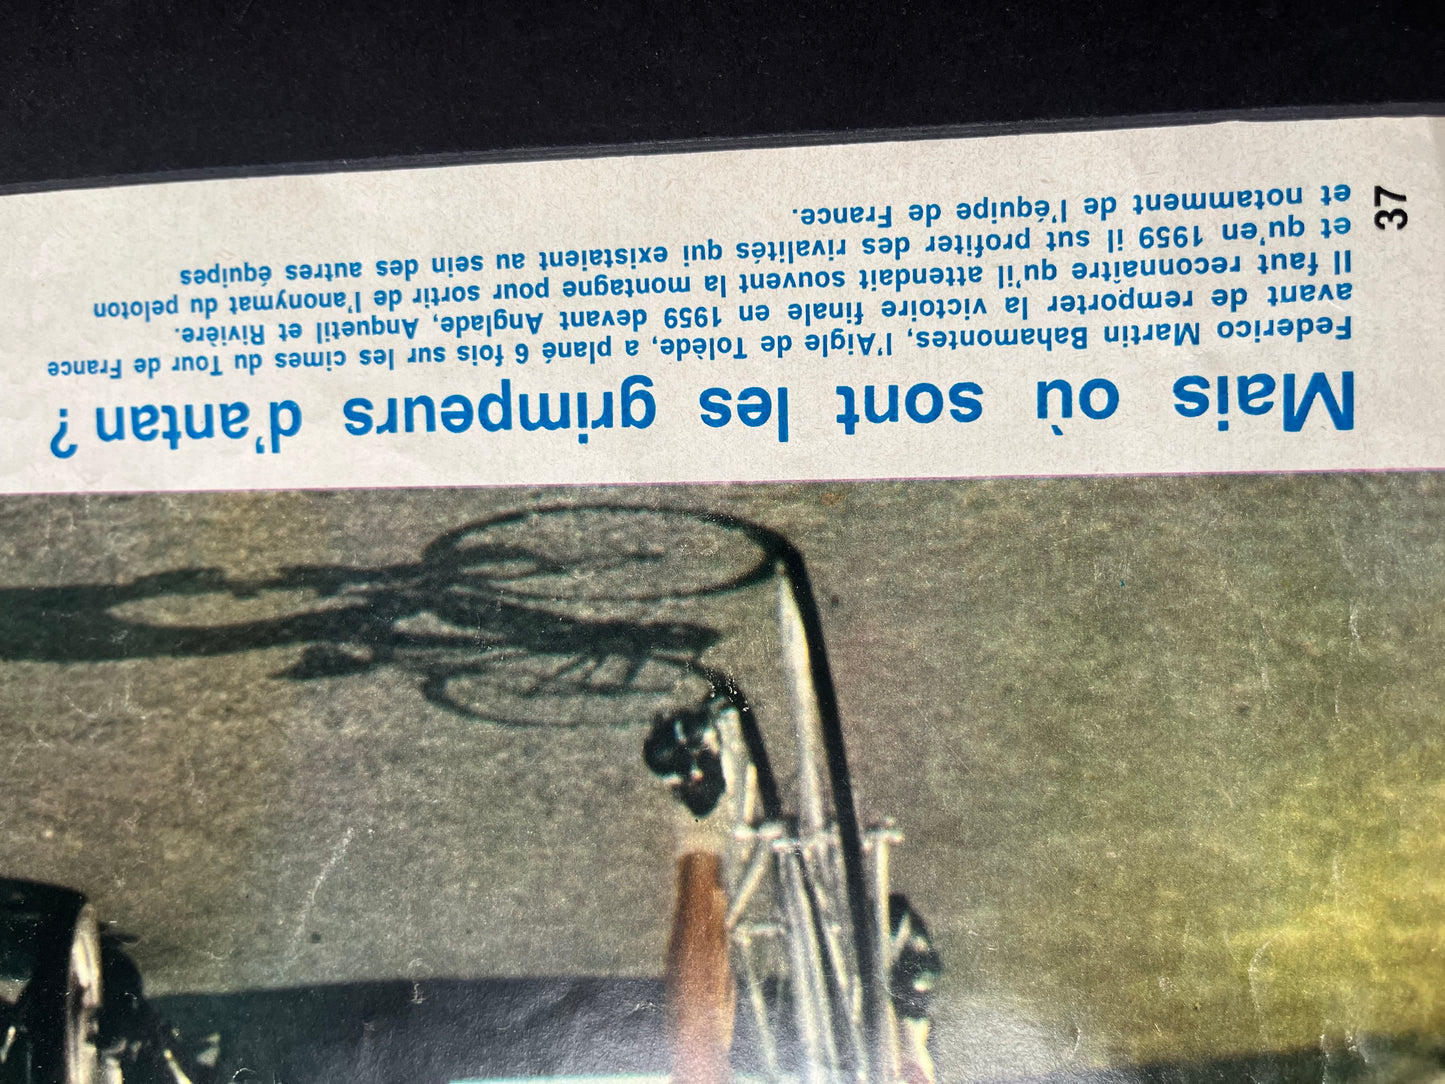 Mais où sont les grimpeurs d'antan ?
Federico Martin Bahamontes, l'Aigle de Tolède, a plané 6 fois sur les cimes du Tour de France
avant de remporter la victoire finale en 1959 devant Anglade, Anquetil et Rivière.
Il faut reconnaître qu'il attendait souvent la montagne pour sortir de l'anonymat du peloton
et qu'en 1959 il sut profiter des rivalités qui existaient au sein des autres équipes
et notamment de l'équipe de France.
37